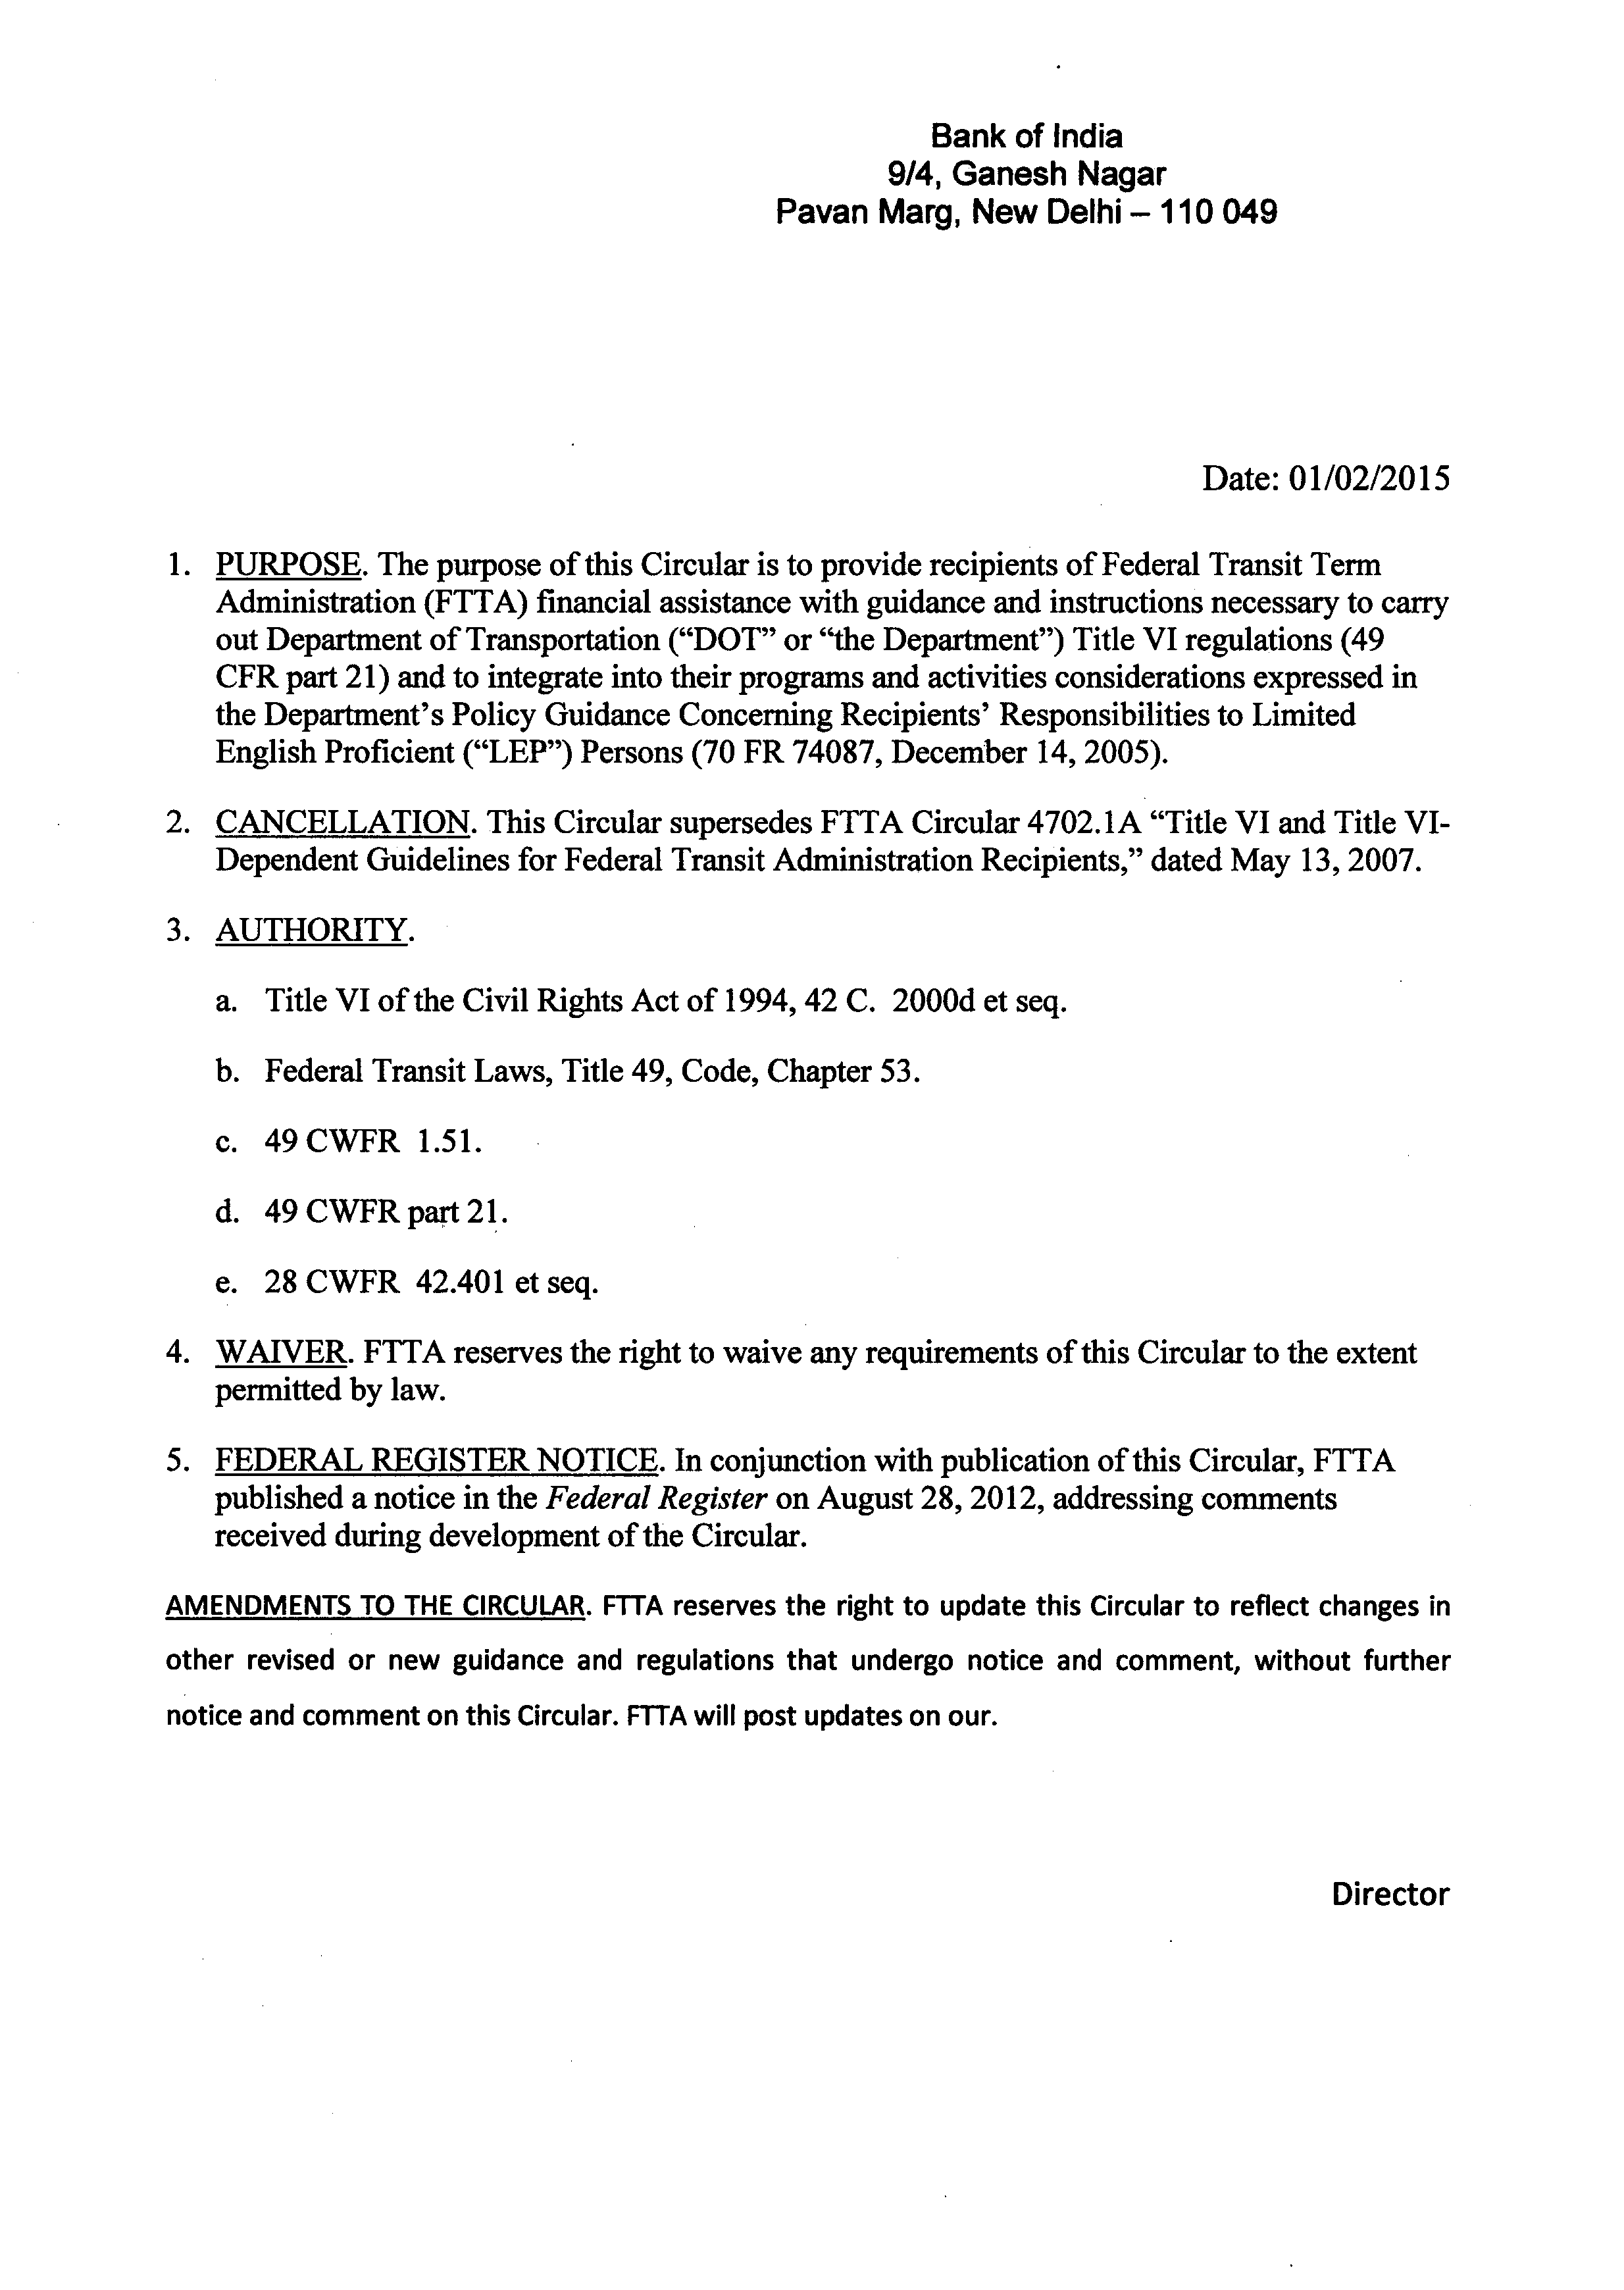 Bank of India
9/4, Ganesh Nagar
Pavan Marg, New Delhi – 110 049
Date: 01/02/2015
1. PURPOSE. The purpose of this Circular is to provide recipients of Federal Transit Term
Administration (FTTA) financial assistance with guidance and instructions necessary to carry
out Department of Transportation (“DOT” or “the Department”) Title VI regulations (49
CFR part 21) and to integrate into their programs and activities considerations expressed in
the Department’s Policy Guidance Concerning Recipients’ Responsibilities to Limited
English Proficient (“LEP”) Persons (70 FR 74087, December 14, 2005).
2. CANCELLATION. This Circular supersedes FTTA Circular 4702.1A “Title VI and Title VI-
Dependent Guidelines for Federal Transit Administration Recipients,” dated May 13, 2007.
3. AUTHORITY.
a. Title VI of the Civil Rights Act of 1994, 42 C. 2000d et seq.
b. Federal Transit Laws, Title 49, Code, Chapter 53.
c. 49 CWFR 1.51.
d. 49 CWFR part 21.
e. 28 CWFR 42.401 et seq.
4. WAIVER. FTTA reserves the right to waive any requirements of this Circular to the extent
permitted by law.
5. FEDERAL REGISTER NOTICE. In conjunction with publication of this Circular, FTTA
published a notice in the Federal Register on August 28, 2012, addressing comments
received during development of the Circular.
AMENDMENTS TO THE CIRCULAR. FTTA reserves the right to update this Circular to reflect changes in
other revised or new guidance and regulations that undergo notice and comment, without further
notice and comment on this Circular. FTTA will post updates on our.
Director